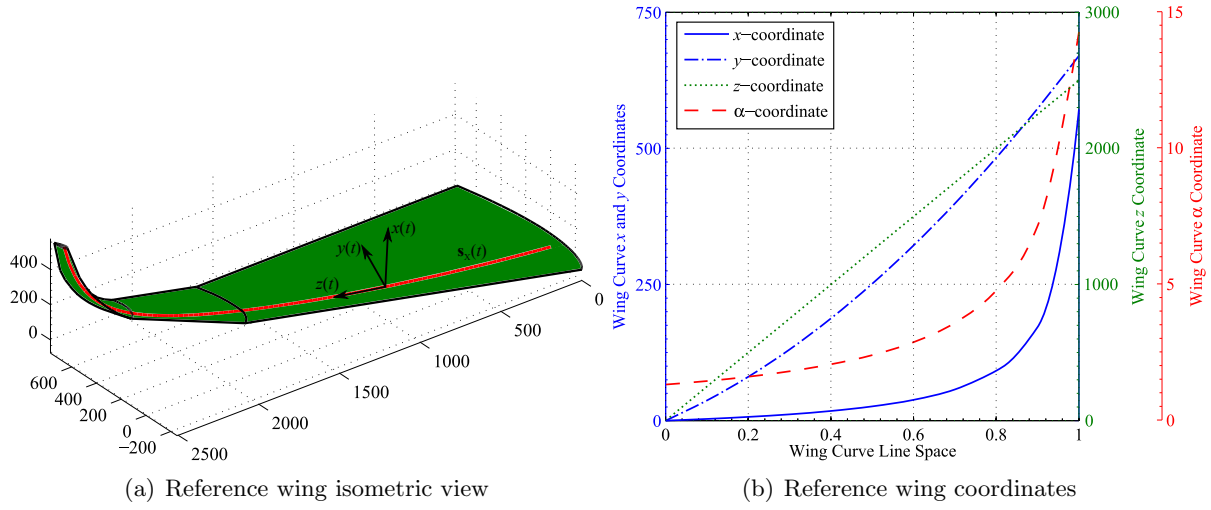 x(t)
y(t)
s_x(t)
z(t)
400
200
0
600
400
200
0
−200
2500
2000
1500
1000
500
0
(a) Reference wing isometric view
750
500
250
0
Wing Curve x and y Coordinates
x−coordinate
y−coordinate
z−coordinate
α−coordinate
0 0.2 0.4 0.6 0.8 1
Wing Curve Line Space
3000
2000
1000
0
Wing Curve z Coordinate
15
10
5
0
Wing Curve α Coordinate
(b) Reference wing coordinates